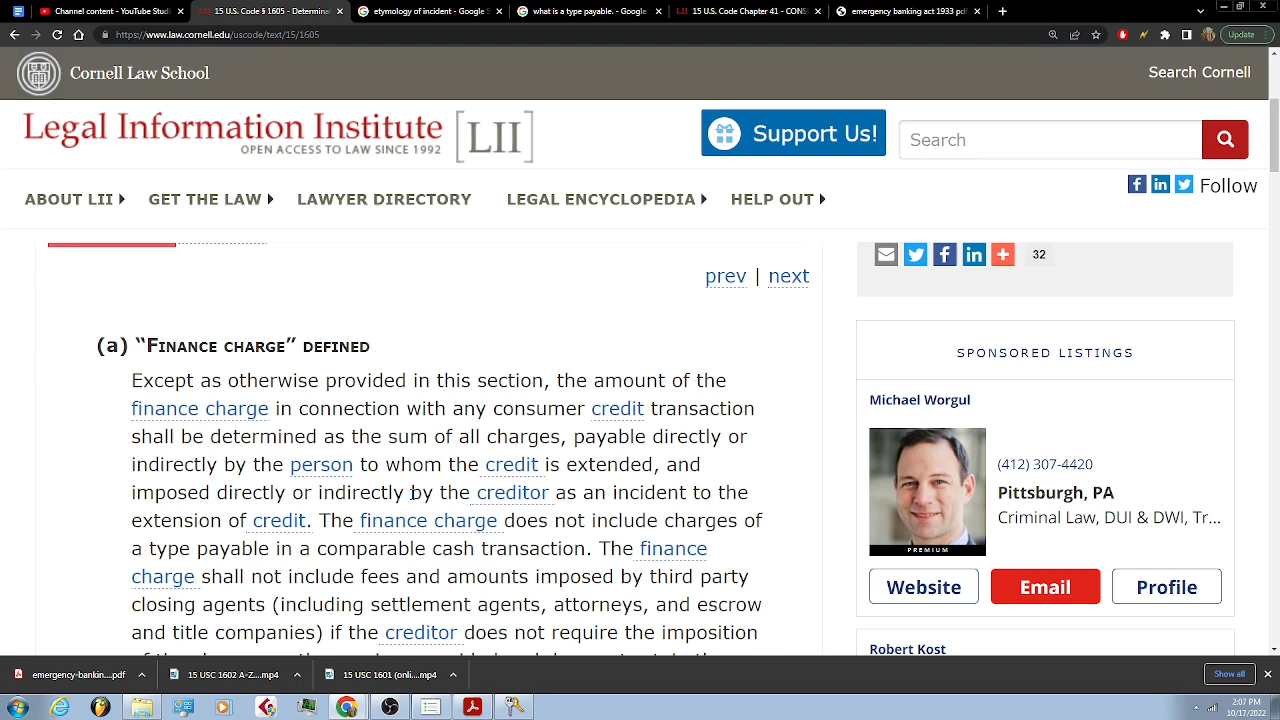 Content - YouTube Studi
15 U.S. Code § 1605 - Determina
etymology of incident - Google S
what is a type payable. - Google
15 U.S. Code Chapter 41 - CONSU
emergency banking act 1933 pdf
https://www.law.cornell.edu/uscode/text/15/1605
Update
Cornell Law School
Search Cornell
Legal Information Institute [LII]
OPEN ACCESS TO LAW SINCE 1992
Support Us!
Search
ABOUT LII
GET THE LAW
LAWYER DIRECTORY
LEGAL ENCYCLOPEDIA
HELP OUT
Follow
prev | next
32
(a) “FINANCE CHARGE” DEFINED
Except as otherwise provided in this section, the amount of the
finance charge in connection with any consumer credit transaction
shall be determined as the sum of all charges, payable directly or
indirectly by the person to whom the credit is extended, and
imposed directly or indirectly by the creditor as an incident to the
extension of credit. The finance charge does not include charges of
a type payable in a comparable cash transaction. The finance
charge shall not include fees and amounts imposed by third party
closing agents (including settlement agents, attorneys, and escrow
and title companies) if the creditor does not require the imposition
SPONSORED LISTINGS
Michael Worgul
PREMIUM
(412) 307-4420
Pittsburgh, PA
Criminal Law, DUI & DWI, Tr...
Website
Email
Profile
Robert Kost
emergency-bankin....pdf
15 USC 1602 A-Z....mp4
15 USC 1601 (onli....mp4
Show all
2:07 PM
10/17/2022